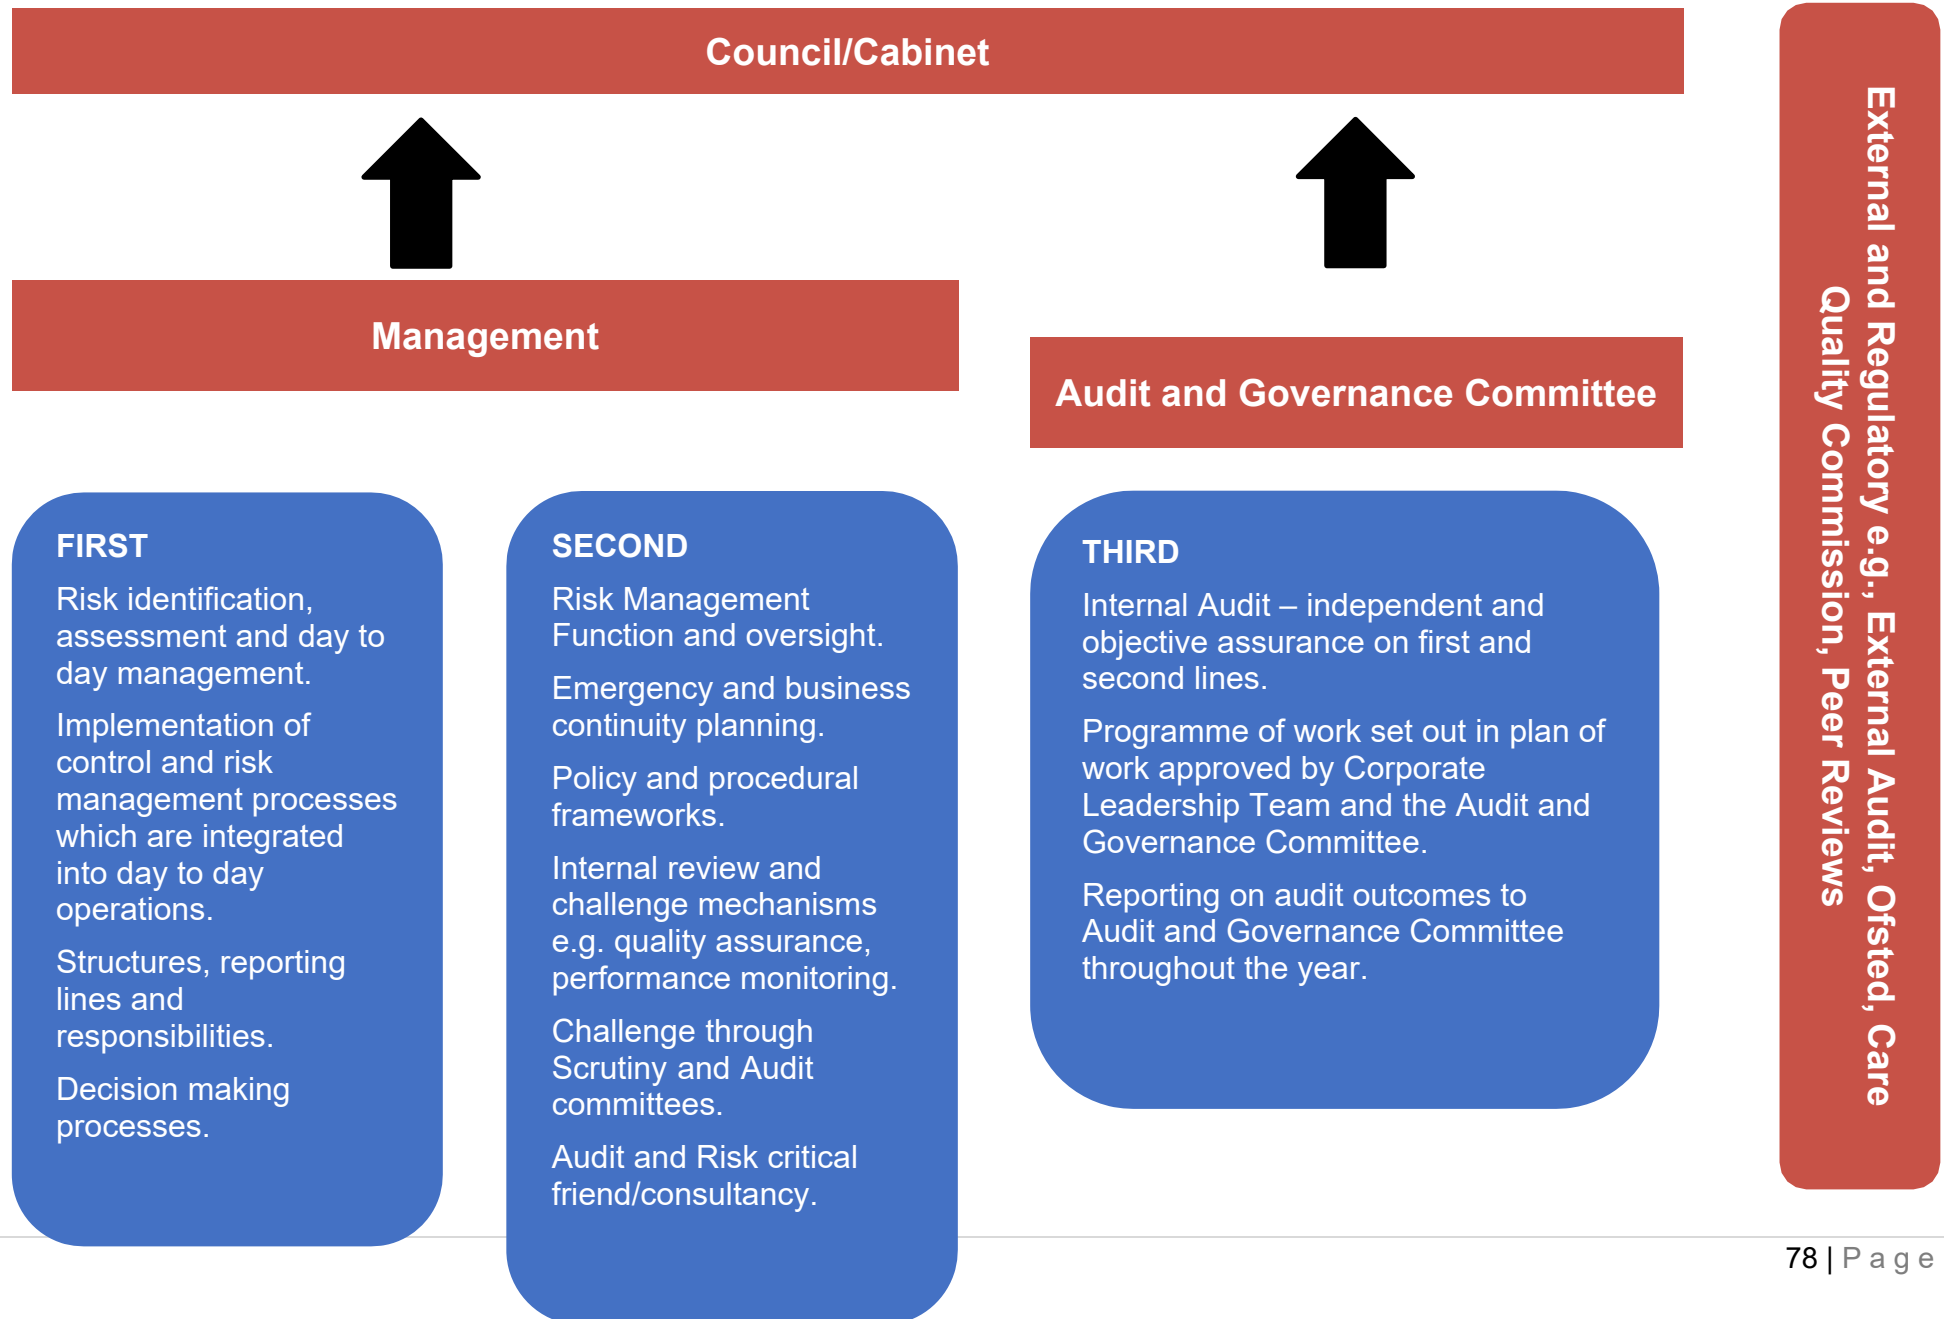 Council/Cabinet
Management
Audit and Governance Committee
FIRST
Risk identification,
assessment and day to
day management.
Implementation of
control and risk
management processes
which are integrated
into day to day
operations.
Structures, reporting
lines and
responsibilities.
Decision making
processes.
SECOND
Risk Management
Function and oversight.
Emergency and business
continuity planning.
Policy and procedural
frameworks.
Internal review and
challenge mechanisms
e.g. quality assurance,
performance monitoring.
Challenge through
Scrutiny and Audit
committees.
Audit and Risk critical
friend/consultancy.
THIRD
Internal Audit – independent and
objective assurance on first and
second lines.
Programme of work set out in plan of
work approved by Corporate
Leadership Team and the Audit and
Governance Committee.
Reporting on audit outcomes to
Audit and Governance Committee
throughout the year.
External and Regulatory e.g., External Audit, Ofsted, Care
Quality Commission, Peer Reviews
78 | Page